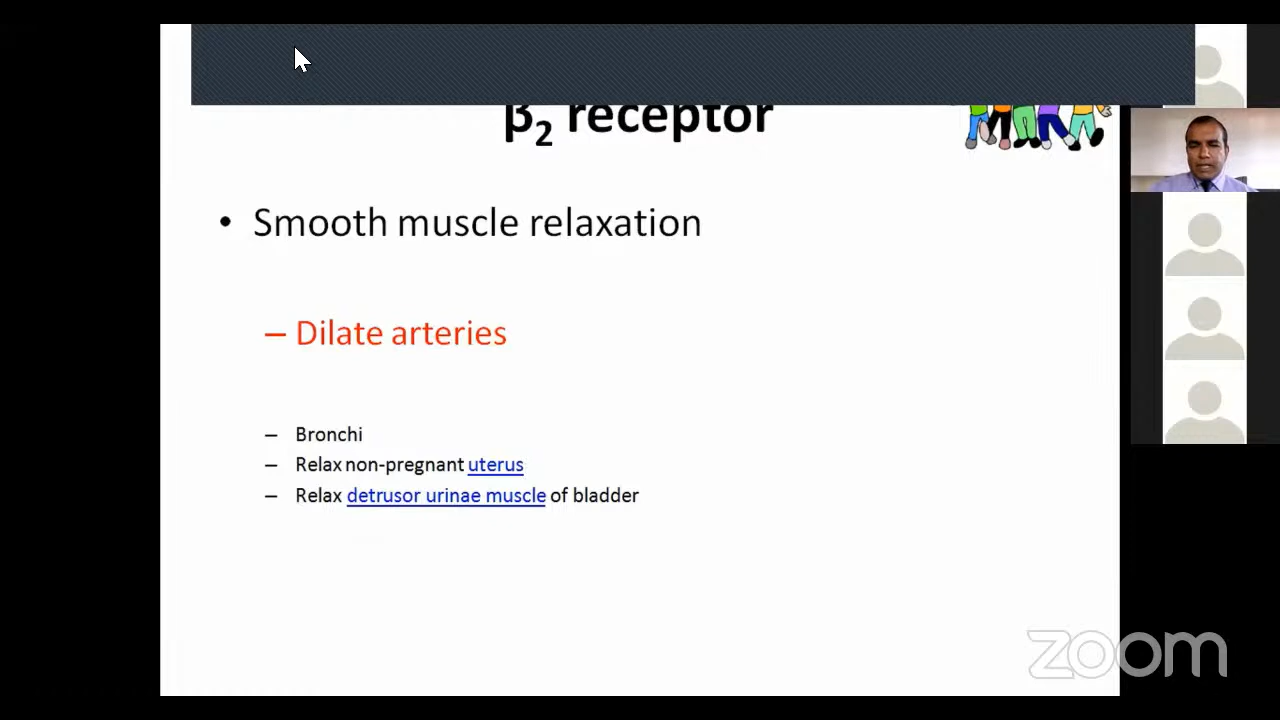 β2 receptor
• Smooth muscle relaxation
– Dilate arteries
– Bronchi
– Relax non-pregnant uterus
– Relax detrusor urinae muscle of bladder
zoom